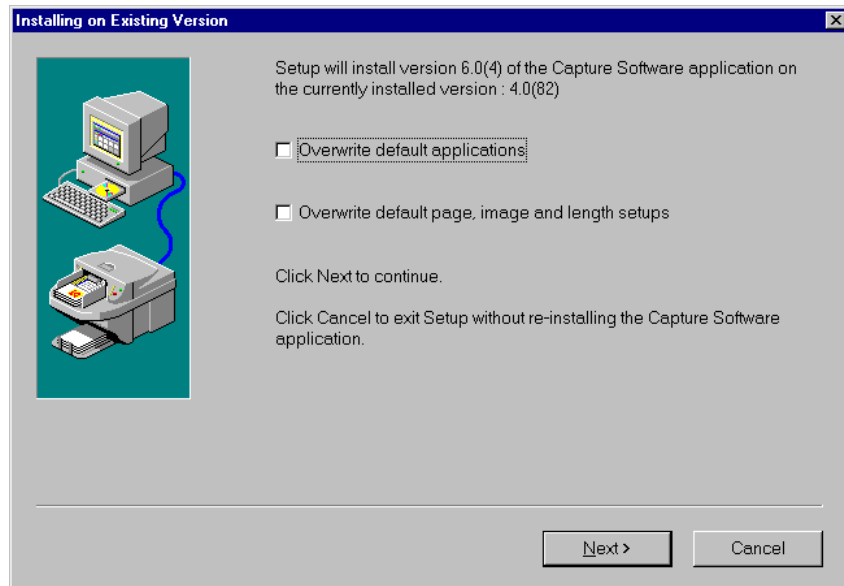 Installing on Existing Version
Setup will install version 6.0(4) of the Capture Software application on
the currently installed version : 4.0(82)
Overwrite default applications
Overwrite default page, image and length setups
Click Next to continue.
Click Cancel to exit Setup without re-installing the Capture Software
application.
Next >
Cancel